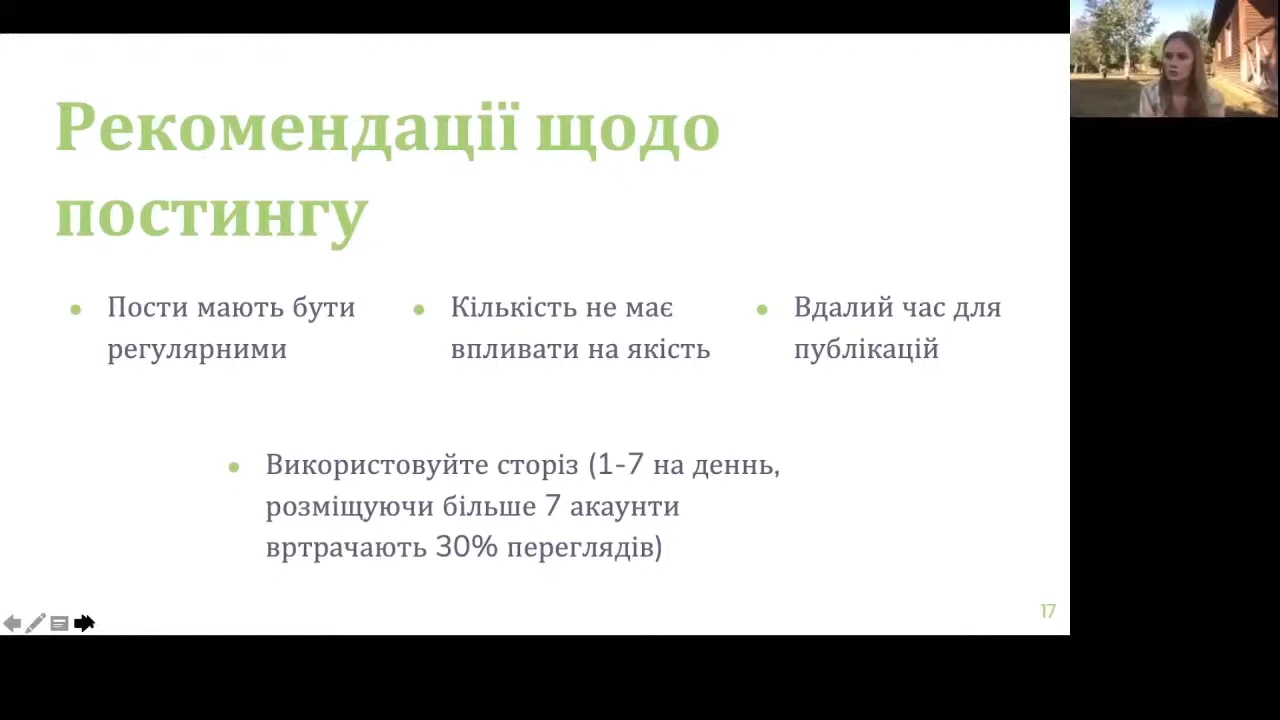 Рекомендації щодо
постингу
Пости мають бути
регулярними
Кількість не має
впливати на якість
Вдалий час для
публікацій
Використовуйте сторіз (1-7 на деннь,
розміщуючи більше 7 акаунти
вртрачають 30% переглядів)
17